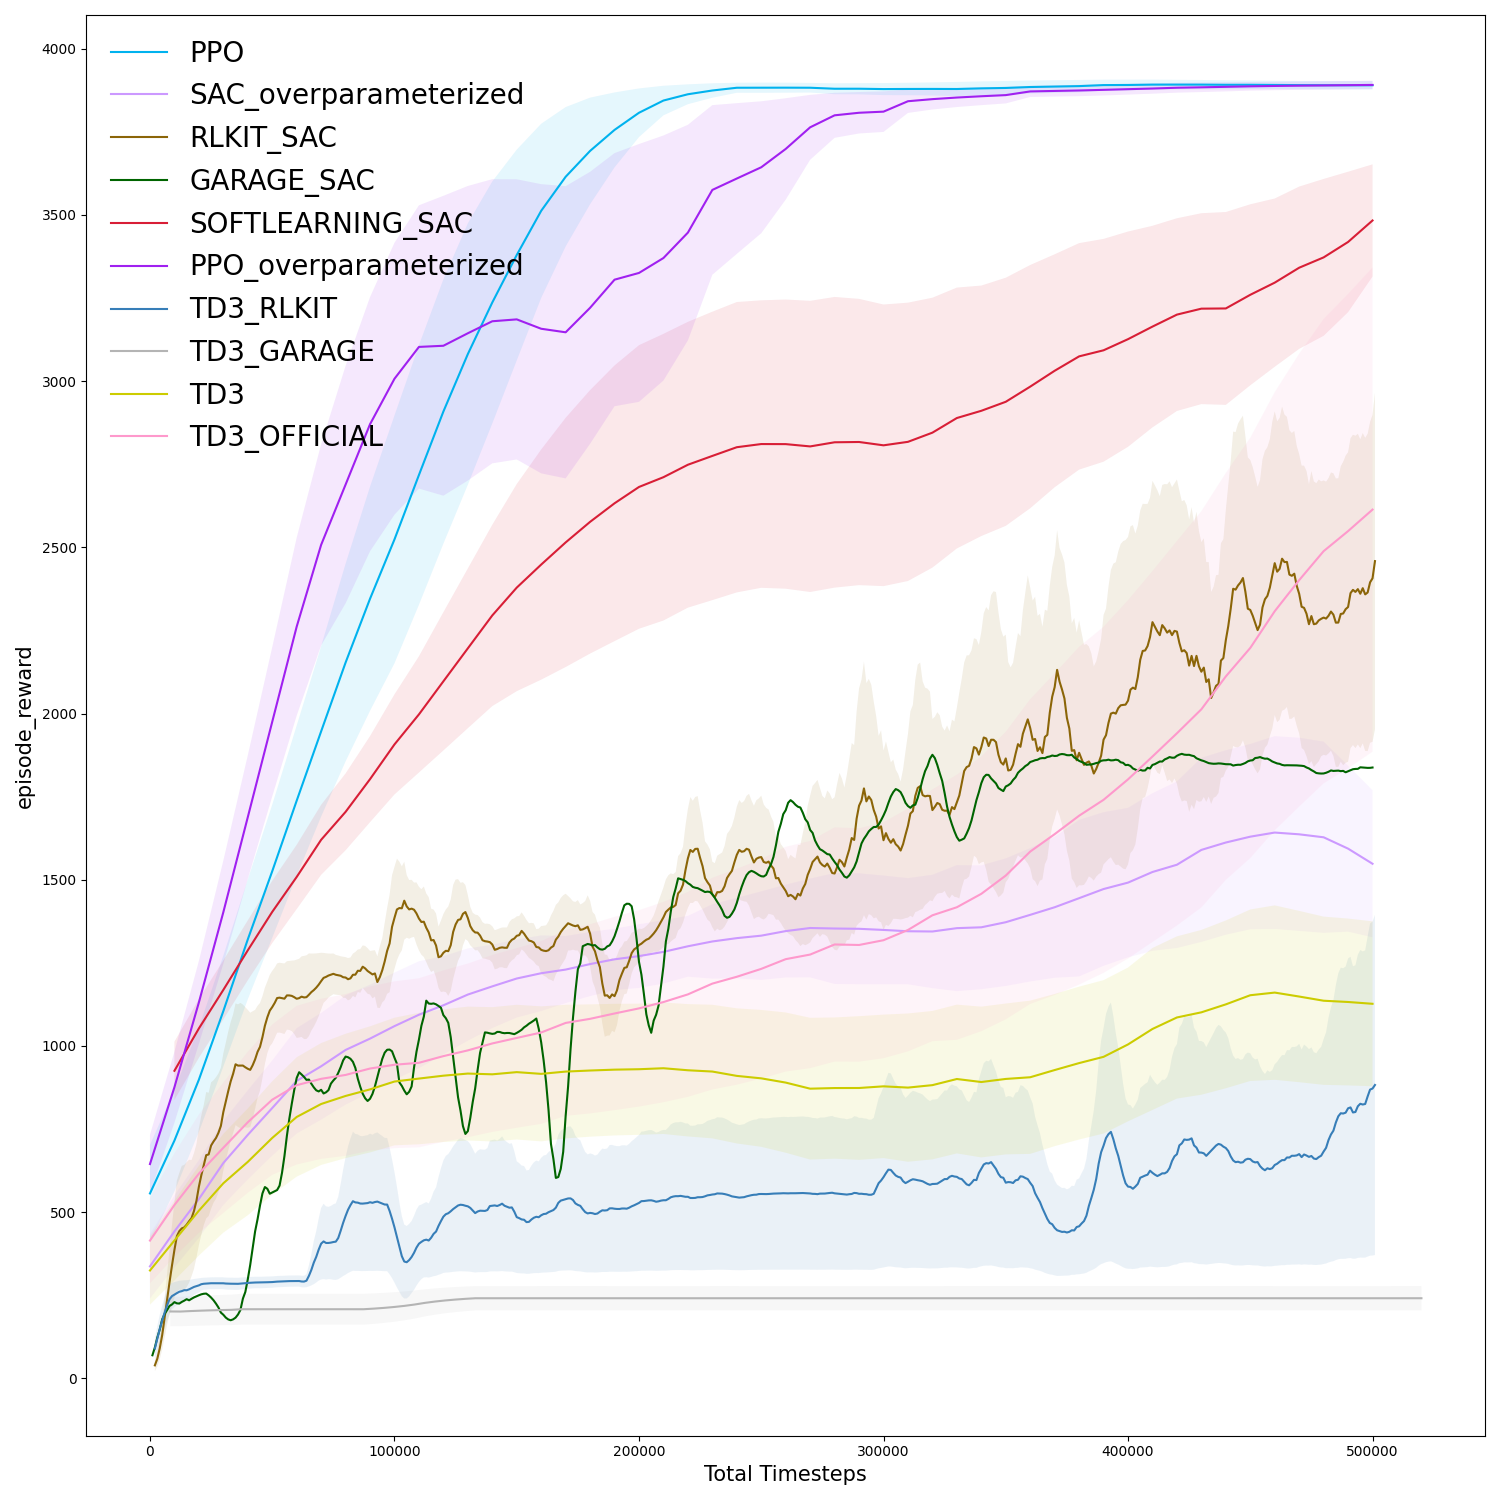 PPO
SAC_overparameterized
RLKIT_SAC
GARAGE_SAC
SOFTLEARNING_SAC
PPO_overparameterized
TD3_RLKIT
TD3_GARAGE
TD3
TD3_OFFICIAL
4000
3500
3000
2500
2000
1500
1000
500
0
episode_reward
0 100000 200000 300000 400000 500000
Total Timesteps